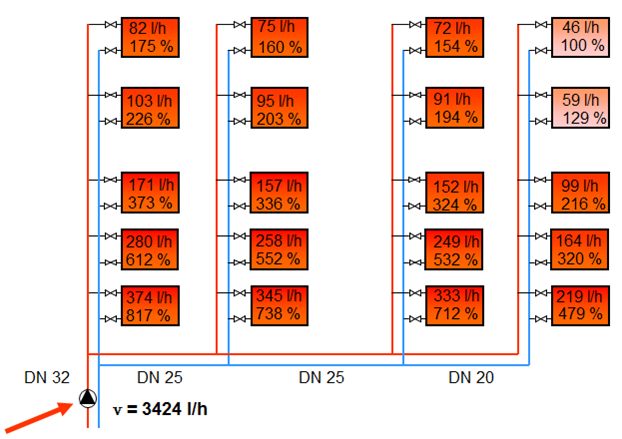 82 l/h
175 %
75 l/h
160 %
72 l/h
154 %
46 l/h
100 %
103 l/h
226 %
95 l/h
203 %
91 l/h
194 %
59 l/h
129 %
171 l/h
373 %
157 l/h
336 %
152 l/h
324 %
99 l/h
216 %
280 l/h
612 %
258 l/h
552 %
249 l/h
532 %
164 l/h
320 %
374 l/h
817 %
345 l/h
738 %
333 l/h
712 %
219 l/h
479 %
DN 32
DN 25
DN 25
DN 20
v = 3424 l/h